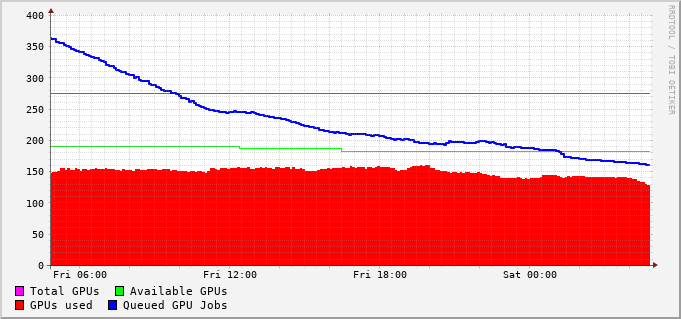 400
350
300
250
200
150
100
50
0
Fri 06:00 Fri 12:00 Fri 18:00 Sat 00:00
Total GPUs Available GPUs
GPUs used Queued GPU Jobs
RRDTOOL / TOBI OETIKER